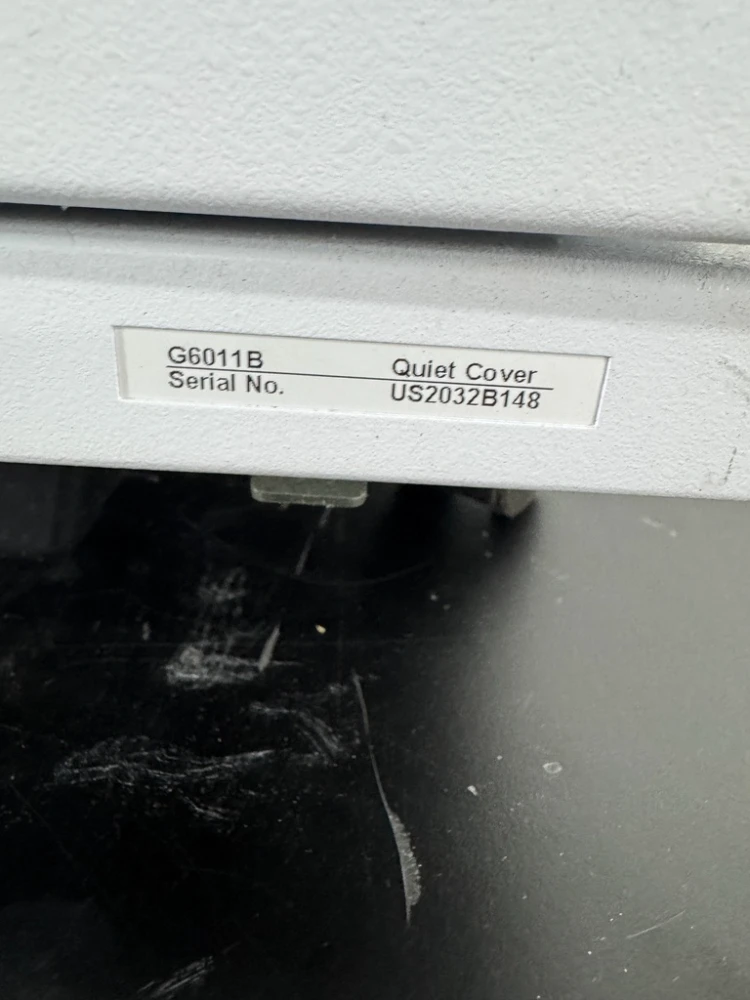 G6011B Quiet Cover
Serial No. US2032B148